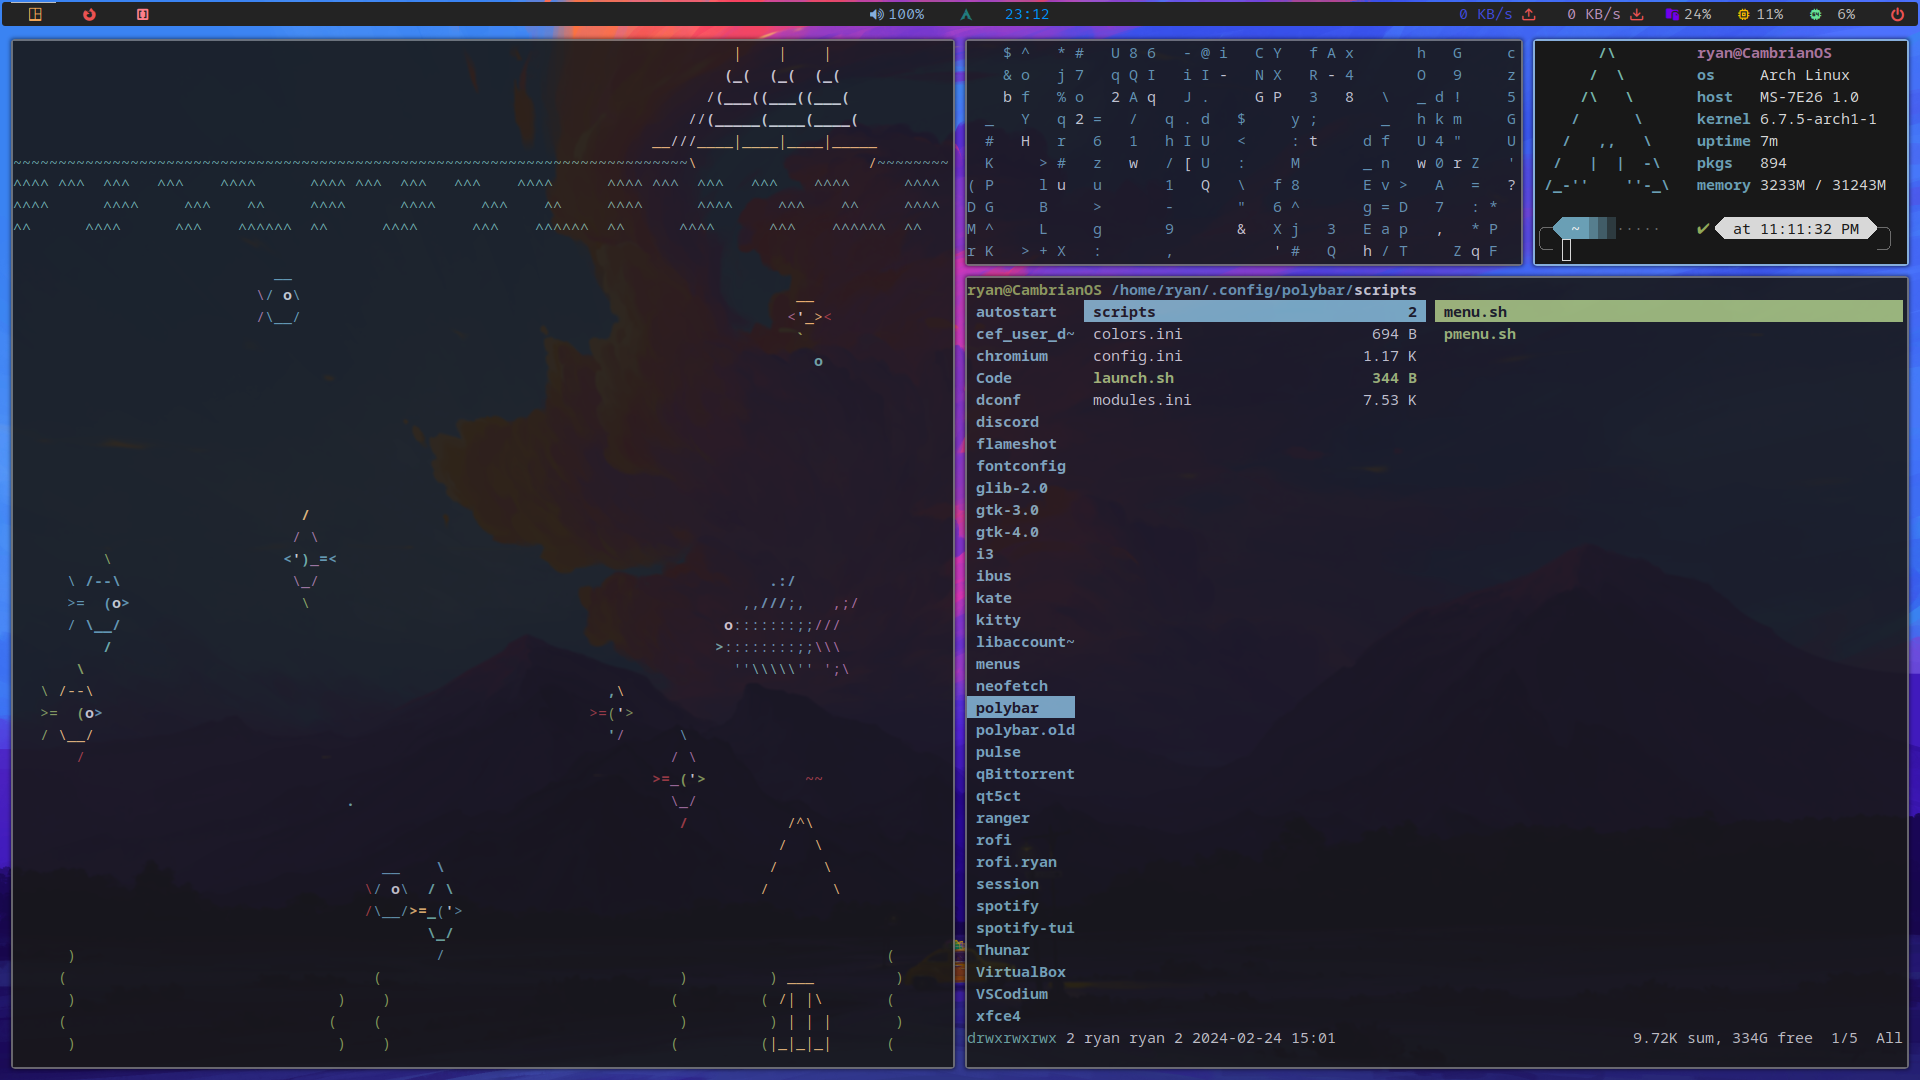 100%
23:12
0 KB/s
0 KB/s
24%
11%
6%
ryan@CambrianOS
os Arch Linux
host MS-7E26 1.0
kernel 6.7.5-arch1-1
uptime 7m
pkgs 894
memory 3233M / 31243M
~ ····· ✔ at 11:11:32 PM
ryan@CambrianOS /home/ryan/.config/polybar/scripts
autostart
cef_user_d~
chromium
Code
dconf
discord
flameshot
fontconfig
glib-2.0
gtk-3.0
gtk-4.0
i3
ibus
kate
kitty
libaccount~
menus
neofetch
polybar
polybar.old
pulse
qBittorrent
qt5ct
ranger
rofi
rofi.ryan
session
spotify
spotify-tui
Thunar
VirtualBox
VSCodium
xfce4
scripts 2
colors.ini 694 B
config.ini 1.17 K
launch.sh 344 B
modules.ini 7.53 K
menu.sh
pmenu.sh
drwxrwxrwx 2 ryan ryan 2 2024-02-24 15:01
9.72K sum, 334G free 1/5 All